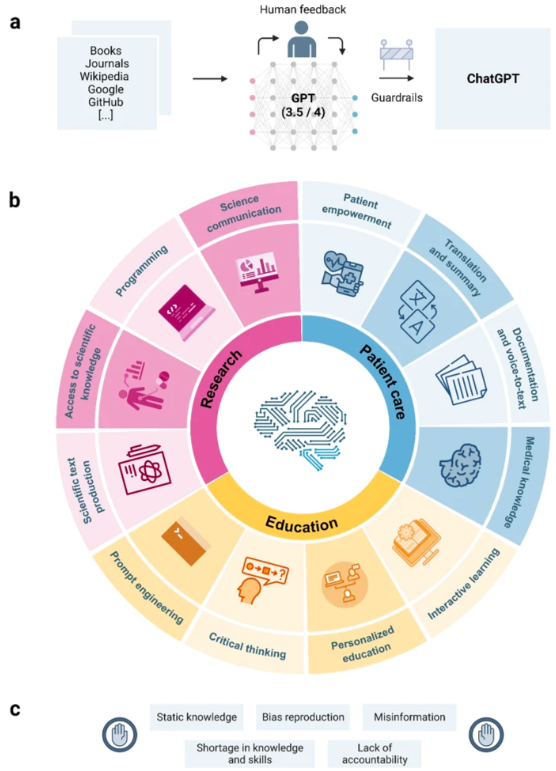 a
Human feedback
Books
Journals
Wikipedia
Google
GitHub
[...]
GPT
(3.5 / 4)
Guardrails
ChatGPT
b
Science
communication
Patient
empowerment
Programming
Translation
and summary
Access to scientific
knowledge
Documentation
and voice-to-text
Research
Patient care
Scientific text
production
Medical knowledge
Education
Prompt engineering
Interactive learning
Critical thinking
Personalized
education
A
c
Static knowledge
Bias reproduction
Misinformation
Shortage in knowledge
and skills
Lack of
accountability